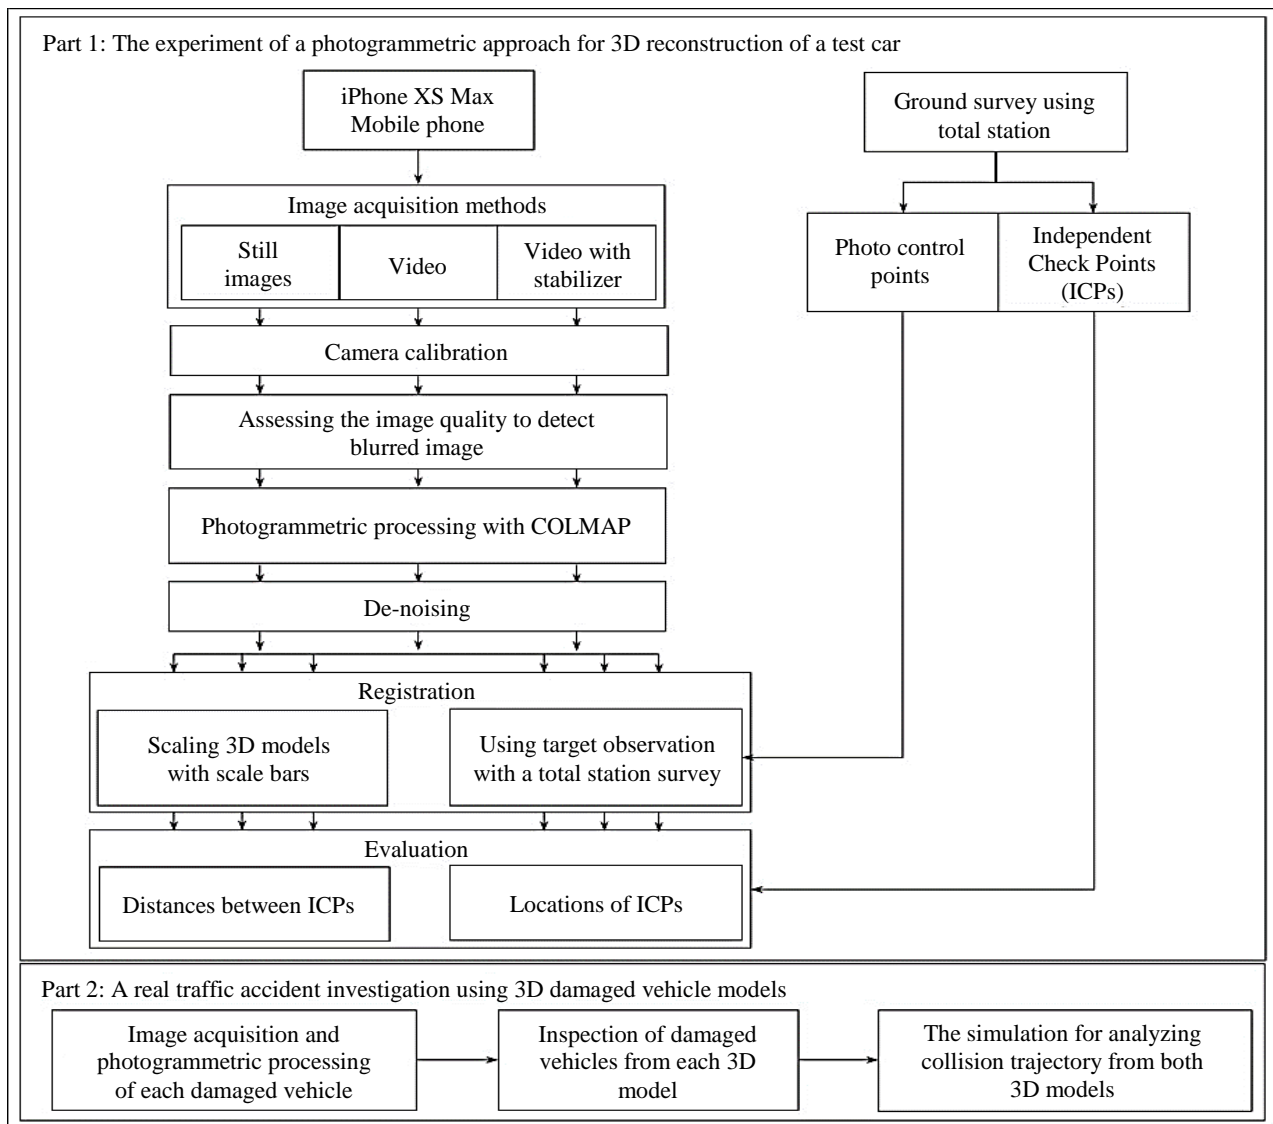 Part 1: The experiment of a photogrammetric approach for 3D reconstruction of a test car
iPhone XS Max
Mobile phone
Ground survey using
total station
Image acquisition methods
Still
images
Video
Video with
stabilizer
Photo control
points
Independent
Check Points
(ICPs)
Camera calibration
Assessing the image quality to detect
blurred image
Photogrammetric processing with COLMAP
De-noising
Registration
Scaling 3D models
with scale bars
Using target observation
with a total station survey
Evaluation
Distances between ICPs
Locations of ICPs
Part 2: A real traffic accident investigation using 3D damaged vehicle models
Image acquisition and
photogrammetric processing
of each damaged vehicle
Inspection of damaged
vehicles from each 3D
model
The simulation for analyzing
collision trajectory from both
3D models